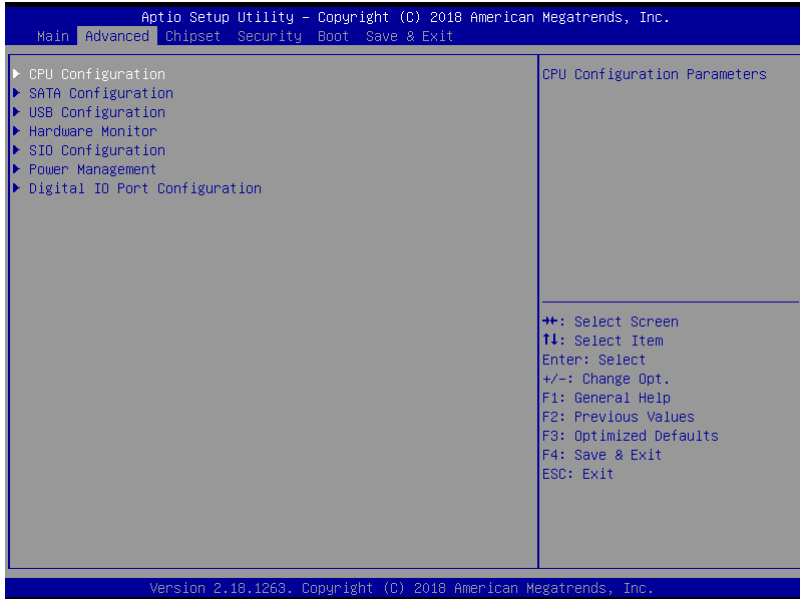 Aptio Setup Utility – Copyright (C) 2018 American Megatrends, Inc.
Main Advanced Chipset Security Boot Save & Exit
CPU Configuration
SATA Configuration
USB Configuration
Hardware Monitor
SIO Configuration
Power Management
Digital IO Port Configuration
CPU Configuration Parameters
→←: Select Screen
↑↓: Select Item
Enter: Select
+/-: Change Opt.
F1: General Help
F2: Previous Values
F3: Optimized Defaults
F4: Save & Exit
ESC: Exit
Version 2.18.1263. Copyright (C) 2018 American Megatrends, Inc.